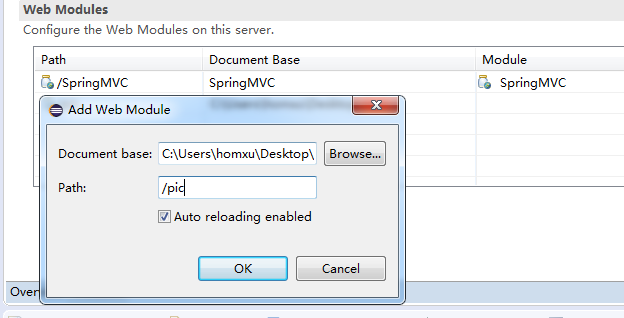 Web Modules
Configure the Web Modules on this server.
Path Document Base Module
/SpringMVC SpringMVC SpringMVC
Add Web Module
Document base: C:\Users\homxu\Desktop\ Browse...
Path: /pic
Auto reloading enabled
OK Cancel